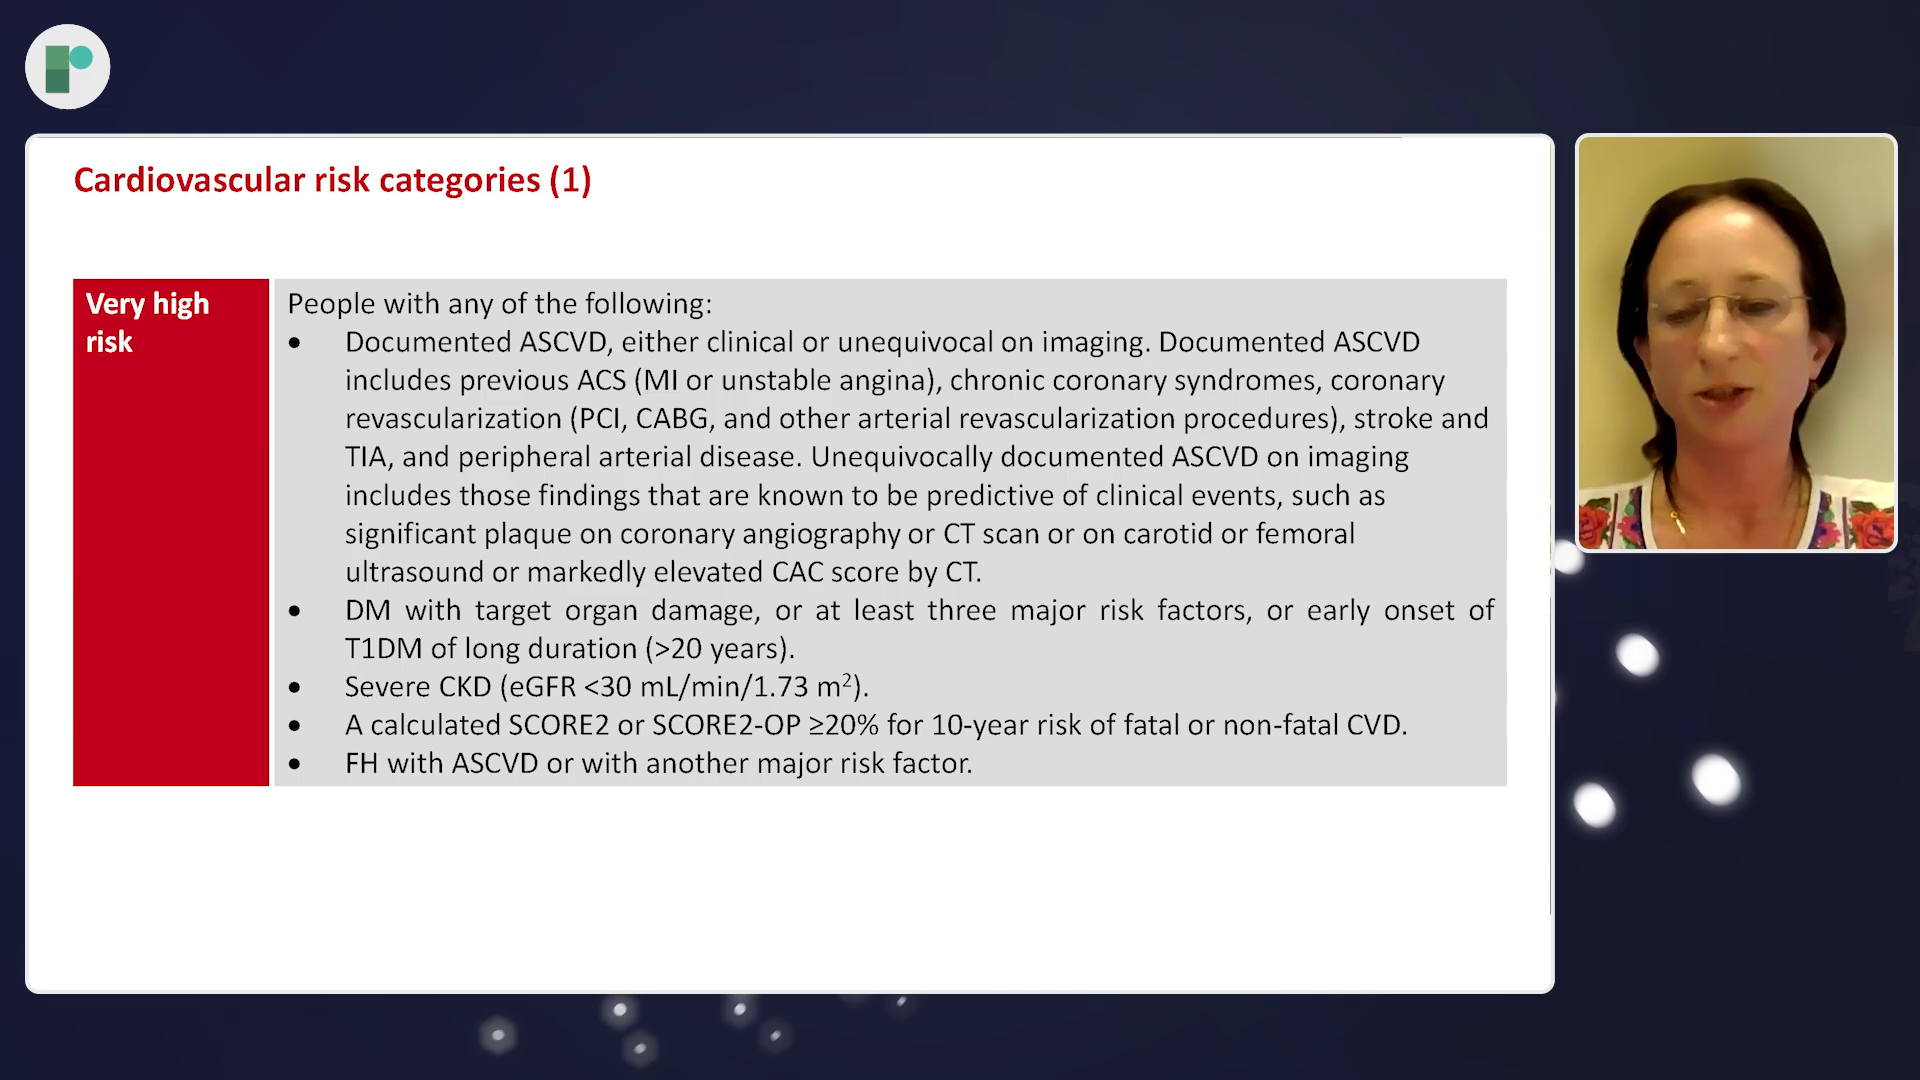 Cardiovascular risk categories (1)
Very high
risk
People with any of the following:
• Documented ASCVD, either clinical or unequivocal on imaging. Documented ASCVD
includes previous ACS (MI or unstable angina), chronic coronary syndromes, coronary
revascularization (PCI, CABG, and other arterial revascularization procedures), stroke and
TIA, and peripheral arterial disease. Unequivocally documented ASCVD on imaging
includes those findings that are known to be predictive of clinical events, such as
significant plaque on coronary angiography or CT scan or on carotid or femoral
ultrasound or markedly elevated CAC score by CT.
• DM with target organ damage, or at least three major risk factors, or early onset of
T1DM of long duration (>20 years).
• Severe CKD (eGFR <30 mL/min/1.73 m²).
• A calculated SCORE2 or SCORE2-OP ≥20% for 10-year risk of fatal or non-fatal CVD.
• FH with ASCVD or with another major risk factor.